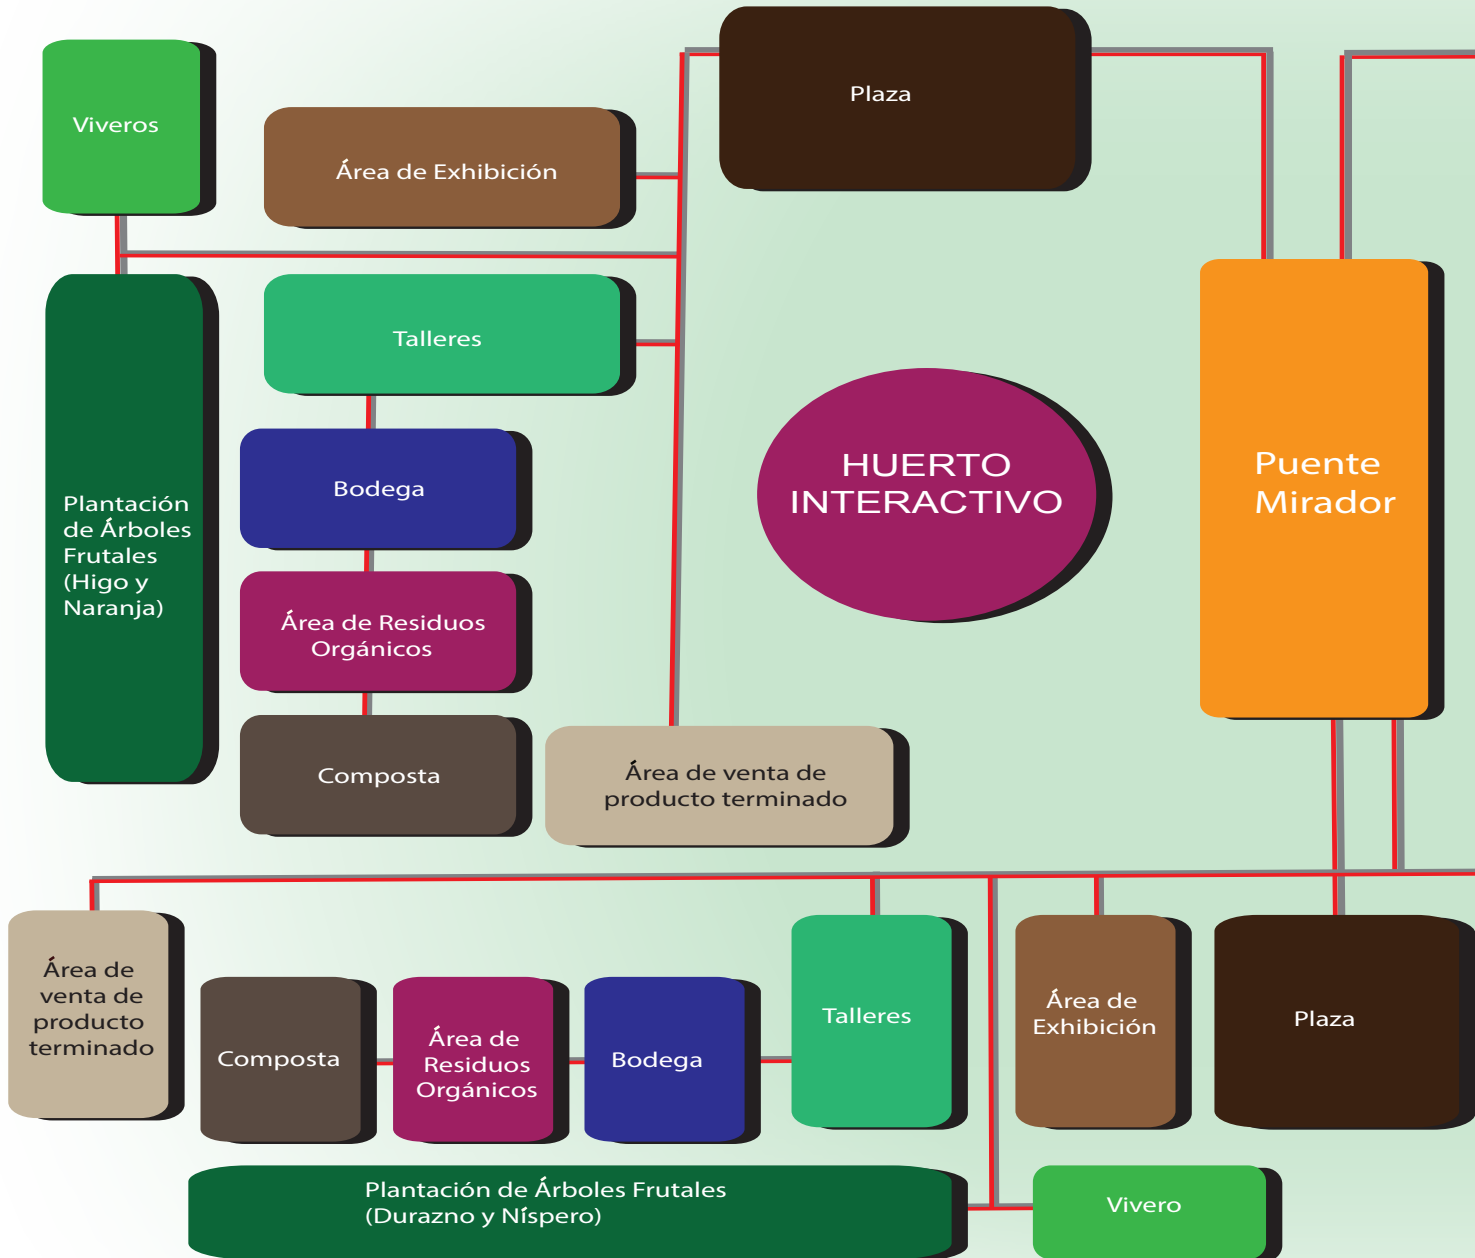 Plaza
Viveros
Área de Exhibición
Talleres
Bodega
Plantación
de Árboles
Frutales
(Higo y
Naranja)
Área de Residuos
Orgánicos
Composta
Área de venta de
producto terminado
HUERTO
INTERACTIVO
Puente
Mirador
Área de
venta de
producto
terminado
Composta
Área de
Residuos
Orgánicos
Bodega
Talleres
Área de
Exhibición
Plaza
Plantación de Árboles Frutales
(Durazno y Níspero)
Vivero